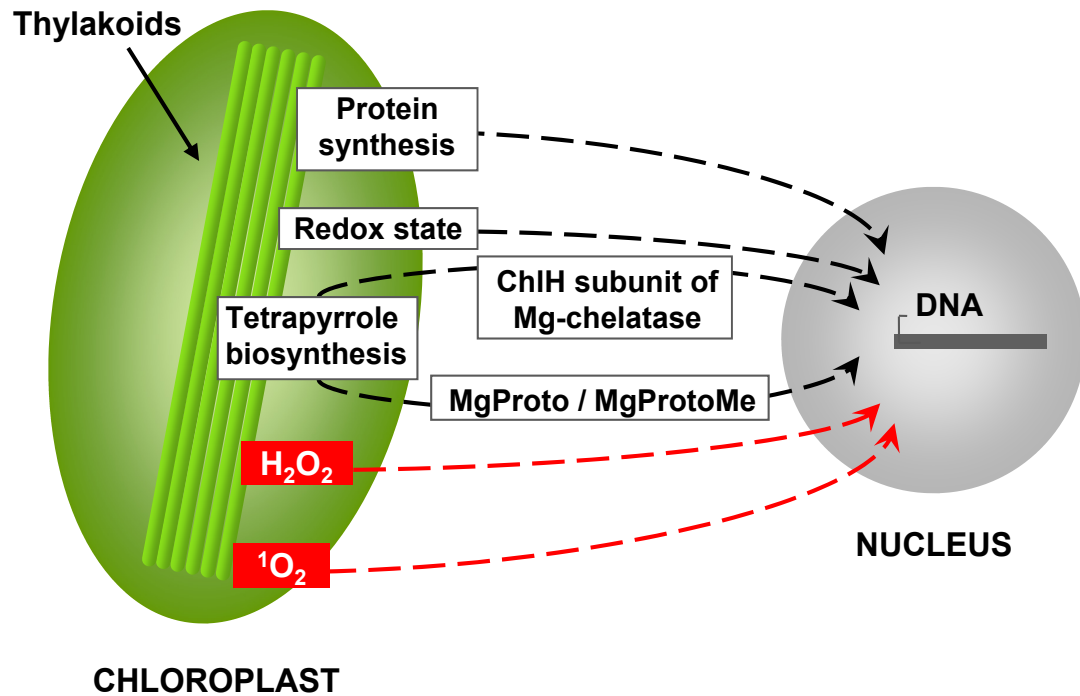 Thylakoids
Protein
synthesis
Redox state
ChlH subunit of
Mg-chelatase
Tetrapyrrole
biosynthesis
MgProto / MgProtoMe
H₂O₂
¹O₂
DNA
NUCLEUS
CHLOROPLAST